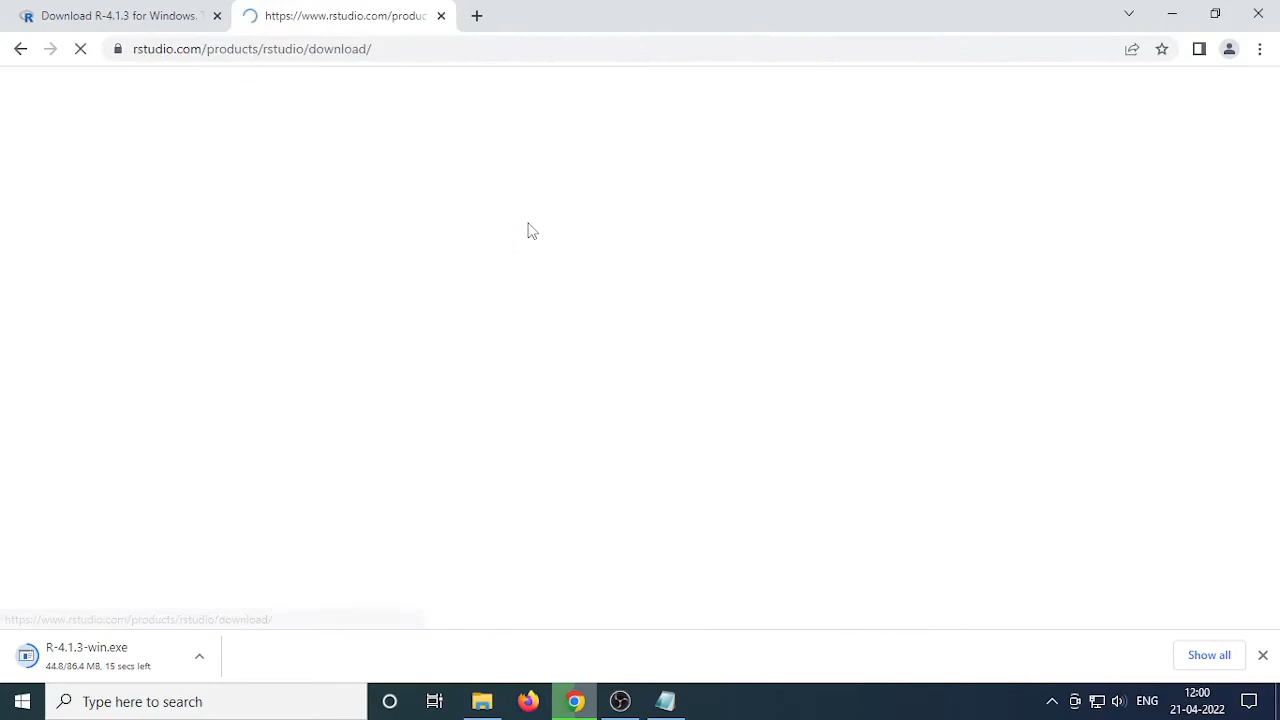 Download R-4.1.3 for Windows. T
https://www.rstudio.com/produc
rstudio.com/products/rstudio/download/
https://www.rstudio.com/products/rstudio/download/
R-4.1.3-win.exe
44.8/86.4 MB, 15 secs left
Show all
Type here to search
ENG
12:00
21-04-2022